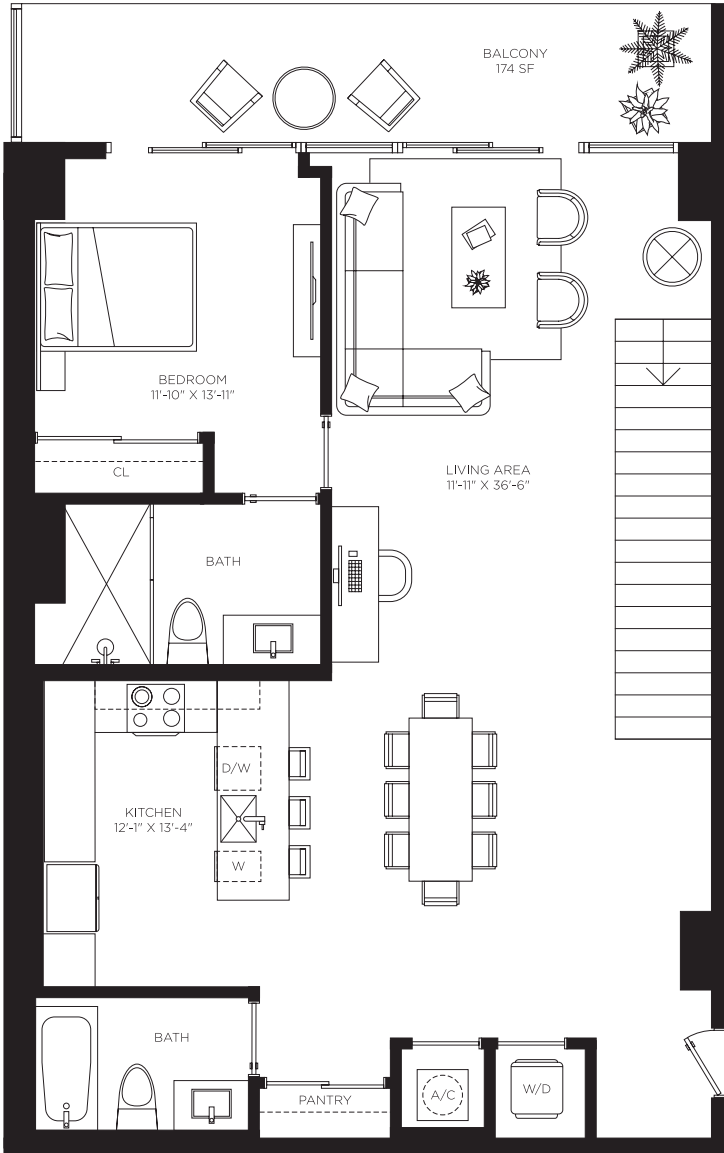 BALCONY
174 SF
BEDROOM
11'-10" X 13'-11"
CL
LIVING AREA
11'-11" X 36'-6"
BATH
D/W
KITCHEN
12'-1" X 13'-4"
W
BATH
PANTRY
A/C
W/D